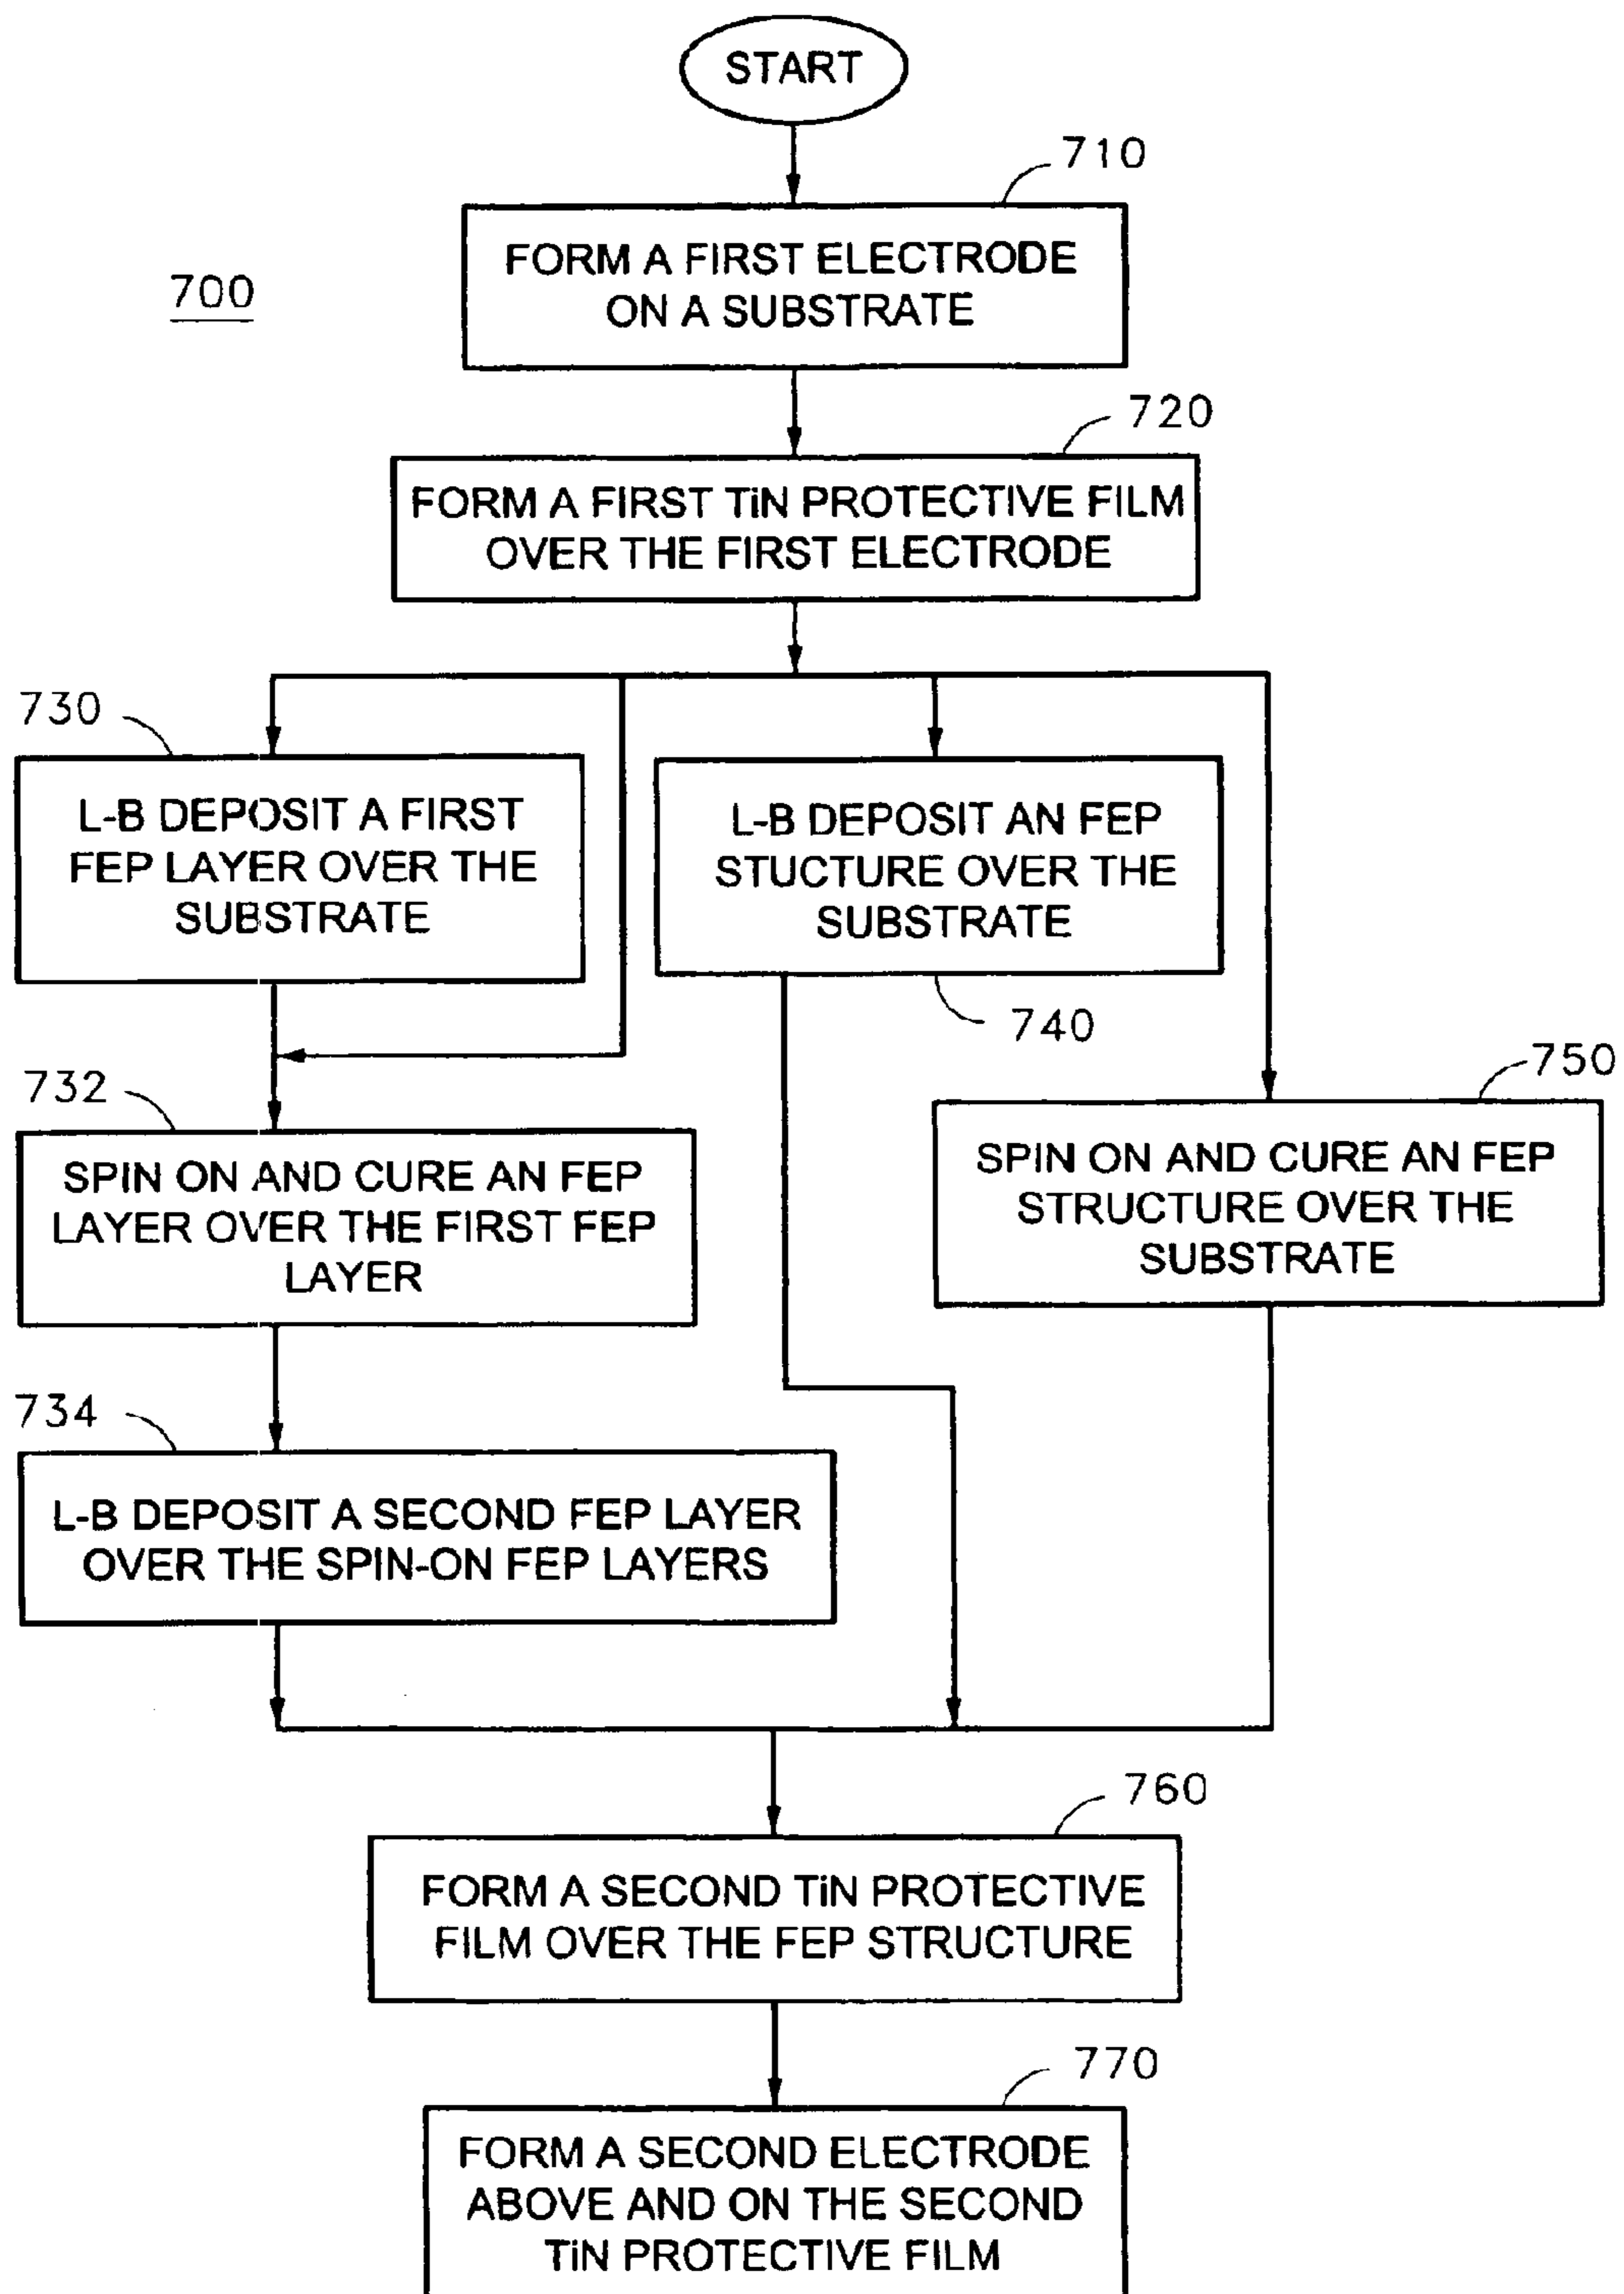 START
710
700
FORM A FIRST ELECTRODE
ON A SUBSTRATE
720
FORM A FIRST TiN PROTECTIVE FILM
OVER THE FIRST ELECTRODE
730
L-B DEPOSIT A FIRST
FEP LAYER OVER THE
SUBSTRATE
L-B DEPOSIT AN FEP
STUCTURE OVER THE
SUBSTRATE
740
750
732
SPIN ON AND CURE AN FEP
LAYER OVER THE FIRST FEP
LAYER
SPIN ON AND CURE AN FEP
STRUCTURE OVER THE
SUBSTRATE
734
L-B DEPOSIT A SECOND FEP LAYER
OVER THE SPIN-ON FEP LAYERS
760
FORM A SECOND TiN PROTECTIVE
FILM OVER THE FEP STRUCTURE
770
FORM A SECOND ELECTRODE
ABOVE AND ON THE SECOND
TiN PROTECTIVE FILM